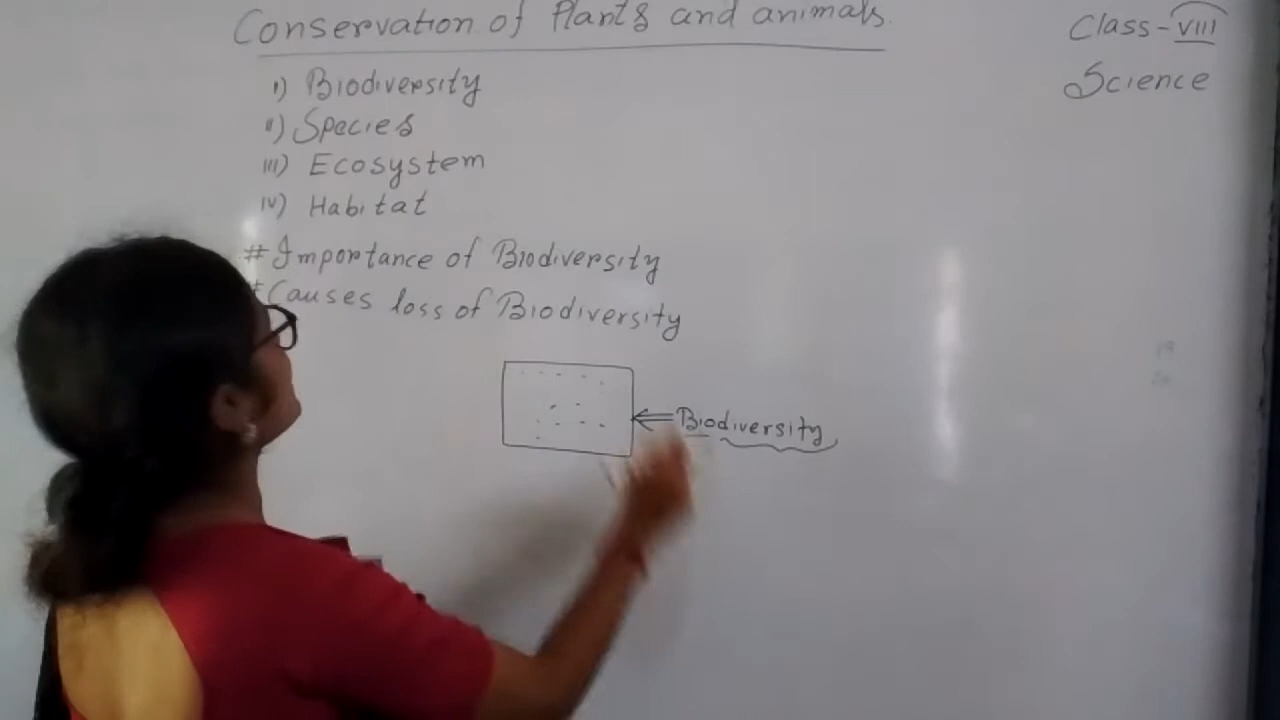 Conservation of Plants and animals.
Class-VIII
Science
i) Biodiversity
ii) Species
iii) Ecosystem
iv) Habitat
# Importance of Biodiversity
# Causes loss of Biodiversity
Biodiversity